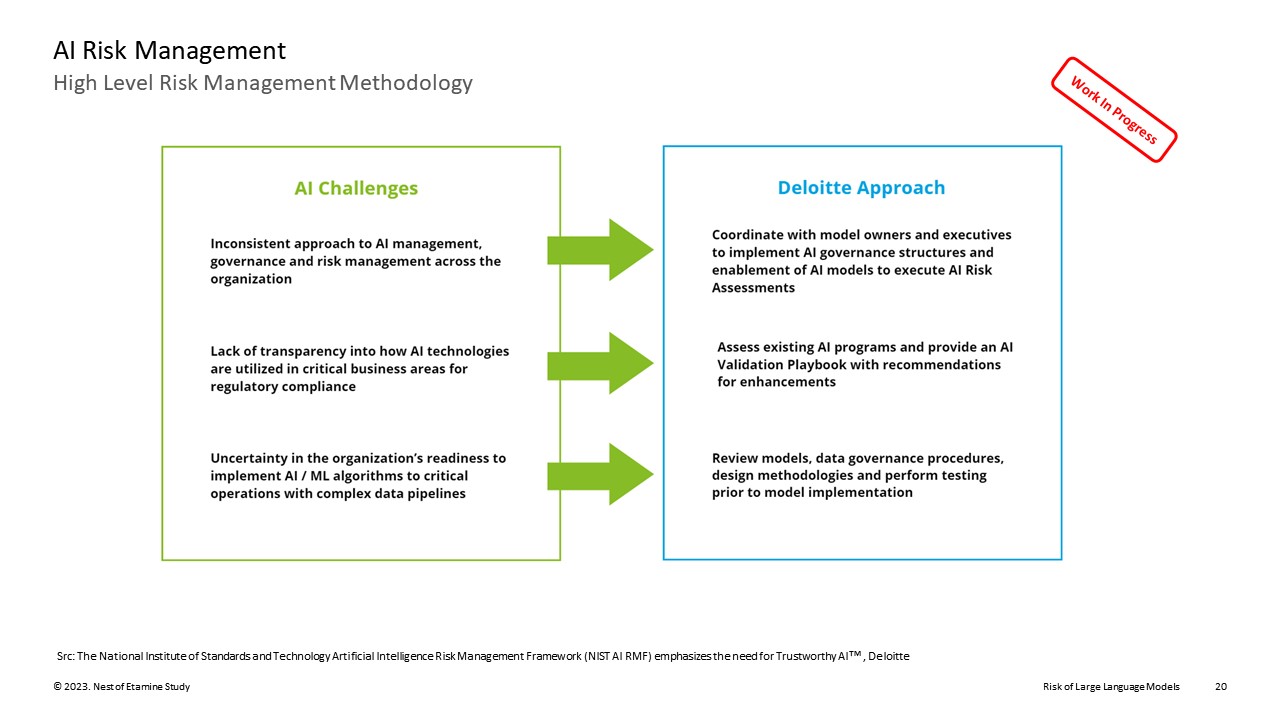 AI Risk Management
High Level Risk Management Methodology
Work In Progress
AI Challenges
Inconsistent approach to AI management,
governance and risk management across the
organization
Lack of transparency into how AI technologies
are utilized in critical business areas for
regulatory compliance
Uncertainty in the organization’s readiness to
implement AI / ML algorithms to critical
operations with complex data pipelines
Deloitte Approach
Coordinate with model owners and executives
to implement AI governance structures and
enablement of AI models to execute AI Risk
Assessments
Assess existing AI programs and provide an AI
Validation Playbook with recommendations
for enhancements
Review models, data governance procedures,
design methodologies and perform testing
prior to model implementation
Src: The National Institute of Standards and Technology Artificial Intelligence Risk Management Framework (NIST AI RMF) emphasizes the need for Trustworthy AI™ , Deloitte
© 2023. Nest of Etamine Study
Risk of Large Language Models 20